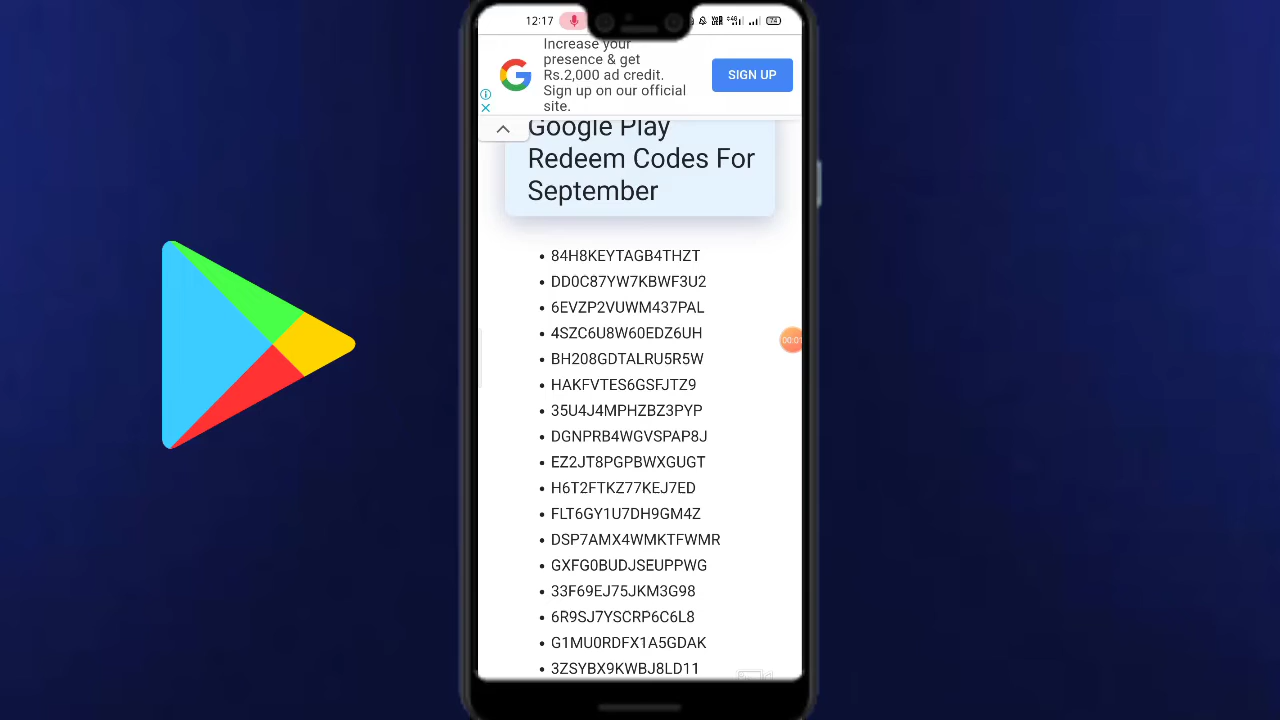 12:17
74
Increase your
presence & get
Rs.2,000 ad credit.
Sign up on our official
site.
SIGN UP
Google Play
Redeem Codes For
September
• 84H8KEYTAGB4THZT
• DD0C87YW7KBWF3U2
• 6EVZP2VUWM437PAL
• 4SZC6U8W60EDZ6UH
• BH208GDTALRU5R5W
• HAKFVTES6GSFJTZ9
• 35U4J4MPHZBZ3PYP
• DGNPRB4WGVSPAP8J
• EZ2JT8PGPBWXGUGT
• H6T2FTKZ77KEJ7ED
• FLT6GY1U7DH9GM4Z
• DSP7AMX4WMKTFWMR
• GXFG0BUDJSEUPPWG
• 33F69EJ75JKM3G98
• 6R9SJ7YSCRP6C6L8
• G1MU0RDFX1A5GDAK
• 3ZSYBX9KWBJ8LD11